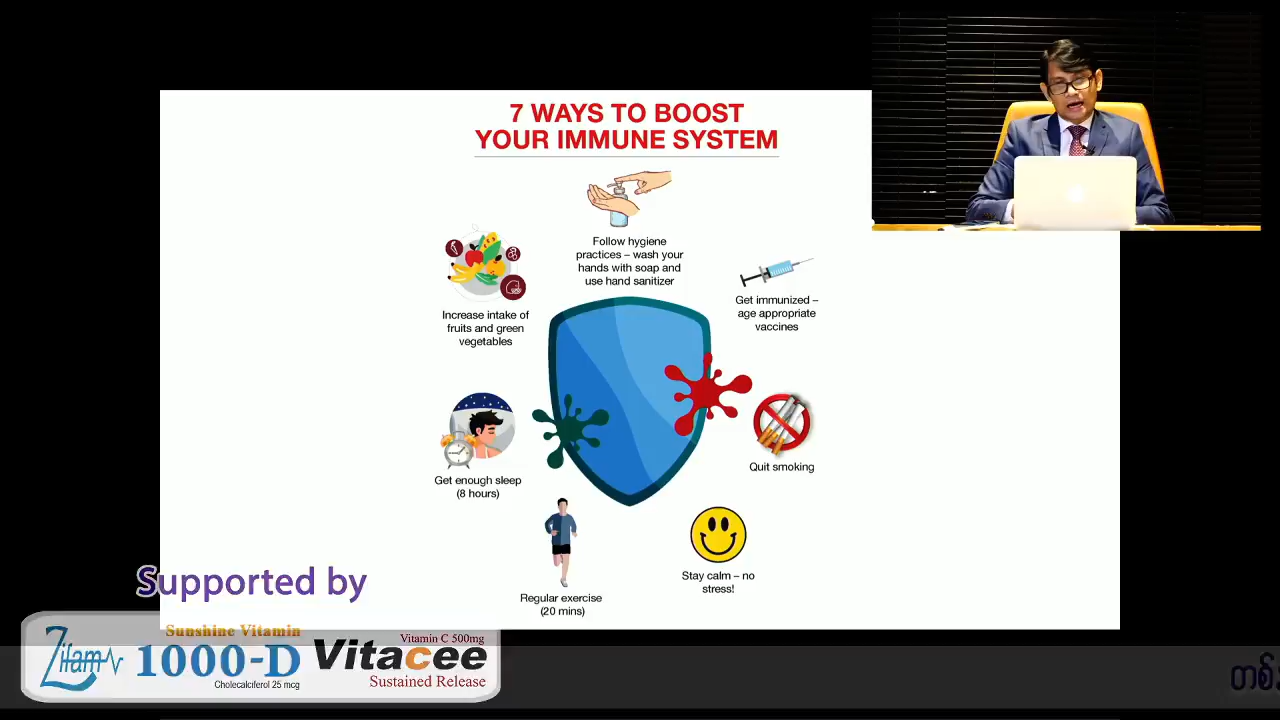 7 WAYS TO BOOST
YOUR IMMUNE SYSTEM
Follow hygiene
practices – wash your
hands with soap and
use hand sanitizer
Increase intake of
fruits and green
vegetables
Get immunized –
age appropriate
vaccines
Get enough sleep
(8 hours)
Quit smoking
Regular exercise
(20 mins)
Stay calm – no
stress!
Supported by
Zifam
Sunshine Vitamin
1000-D
Cholecalciferol 25 mcg
Vitamin C 500mg
Vitacee
Sustained Release